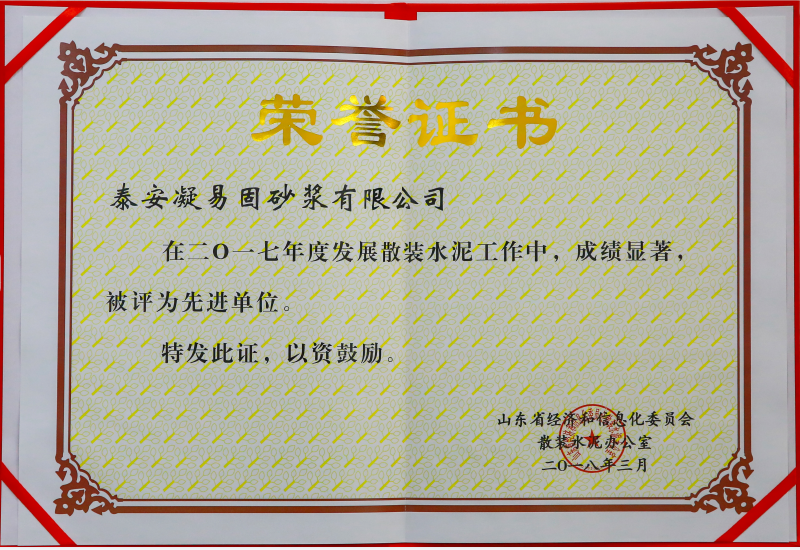 荣誉证书
泰安凝易固砂浆有限公司
在二O一七年度发展散装水泥工作中，成绩显著，
被评为先进单位。
特发此证，以资鼓励。
山东省经济和信息化委员会
散装水泥办公室
二O一八年三月